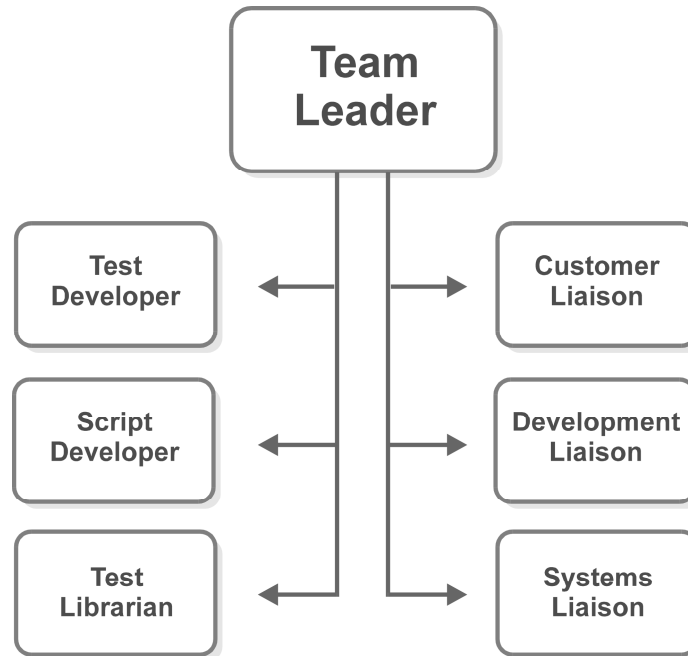 Team
Leader
Test
Developer
Customer
Liaison
Script
Developer
Development
Liaison
Test
Librarian
Systems
Liaison